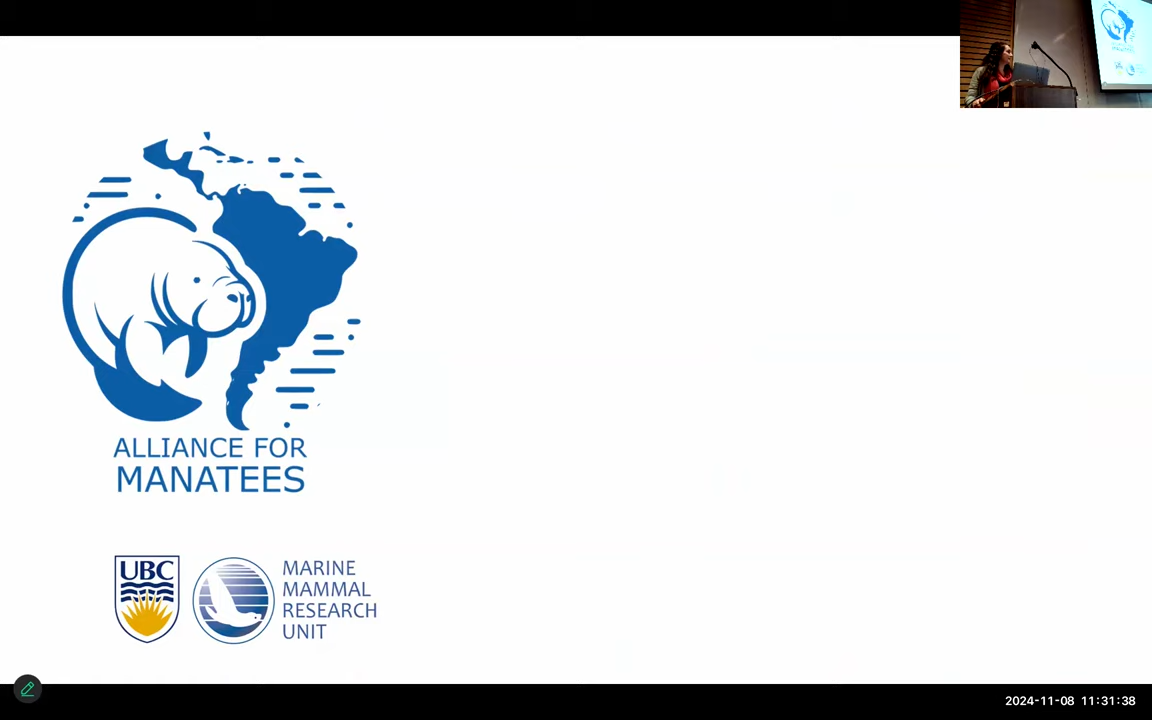 ALLIANCE FOR
MANATEES
UBC
MARINE
MAMMAL
RESEARCH
UNIT
2024-11-08 11:31:38